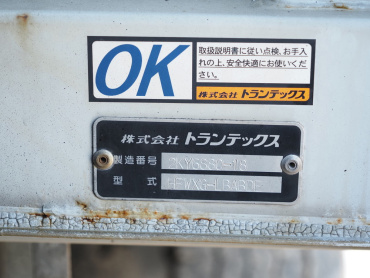 OK
取扱説明書に従い点検、お手入
れの上、安全快適にお使いくだ
さい。
株式会社 トランテックス
株式会社 トランテックス
製造番号
型 式